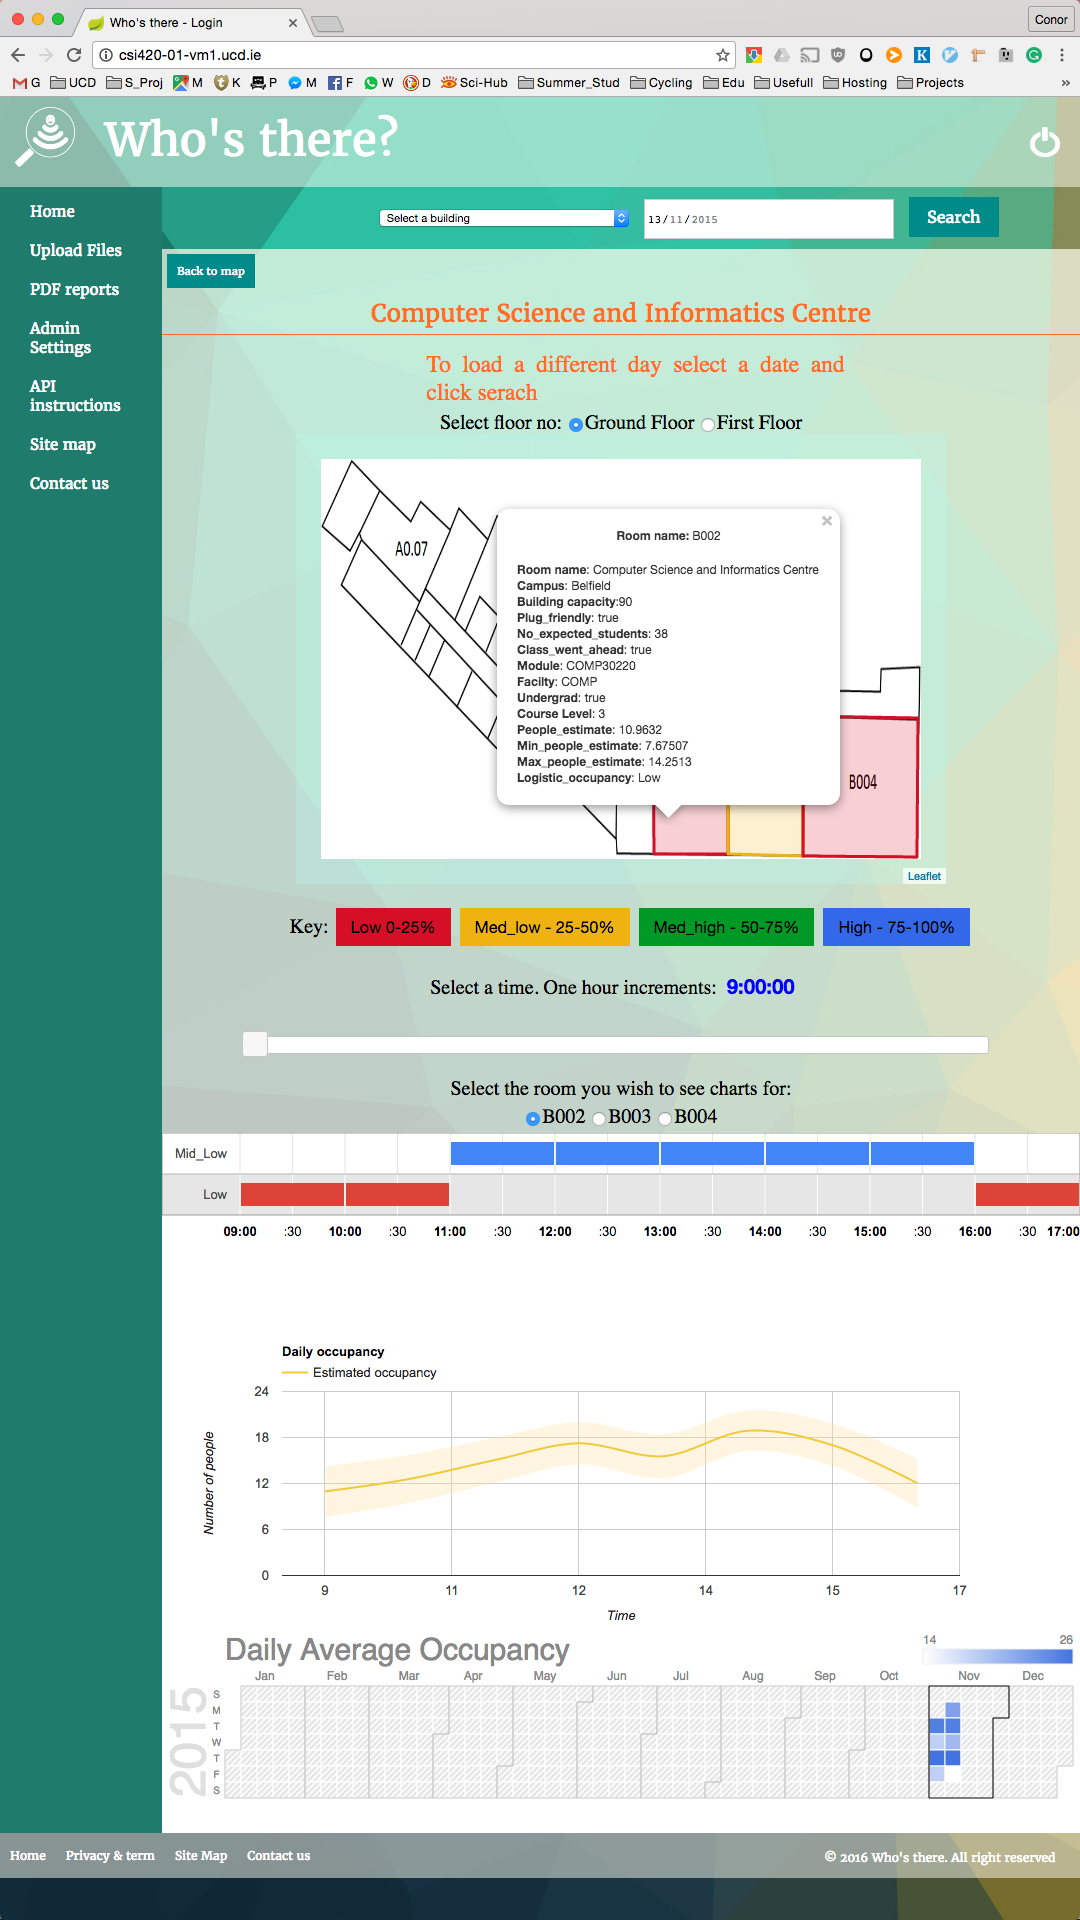 Who's there - Login
Conor
csi420-01-vm1.ucd.ie
G UCD S_Proj M K P M F W D Sci-Hub Summer_Stud Cycling Edu Usefull Hosting Projects »
Who's there?
Home
Upload Files
PDF reports
Admin
Settings
API
instructions
Site map
Contact us
Select a building
13/11/2015
Search
Back to map
Computer Science and Informatics Centre
To load a different day select a date and
click serach
Select floor no: Ground Floor First Floor
A0.07
Room name: B002
Room name: Computer Science and Informatics Centre
Campus: Belfield
Building capacity:90
Plug_friendly: true
No_expected_students: 38
Class_went_ahead: true
Module: COMP30220
Facilty: COMP
Undergrad: true
Course Level: 3
People_estimate: 10.9632
Min_people_estimate: 7.67507
Max_people_estimate: 14.2513
Logistic_occupancy: Low
B004
Leaflet
Key: Low 0-25% Med_low - 25-50% Med_high - 50-75% High - 75-100%
Select a time. One hour increments: 9:00:00
Select the room you wish to see charts for:
B002 B003 B004
Mid_Low
Low
09:00 :30 10:00 :30 11:00 :30 12:00 :30 13:00 :30 14:00 :30 15:00 :30 16:00 :30 17:00
Daily occupancy
Estimated occupancy
24
18
12
6
0
Number of people
9 11 12 14 15 17
Time
Daily Average Occupancy
14 26
Jan Feb Mar Apr May Jun Jul Aug Sep Oct Nov Dec
2015
S
M
T
W
T
F
S
Home Privacy & term Site Map Contact us
© 2016 Who's there. All right reserved